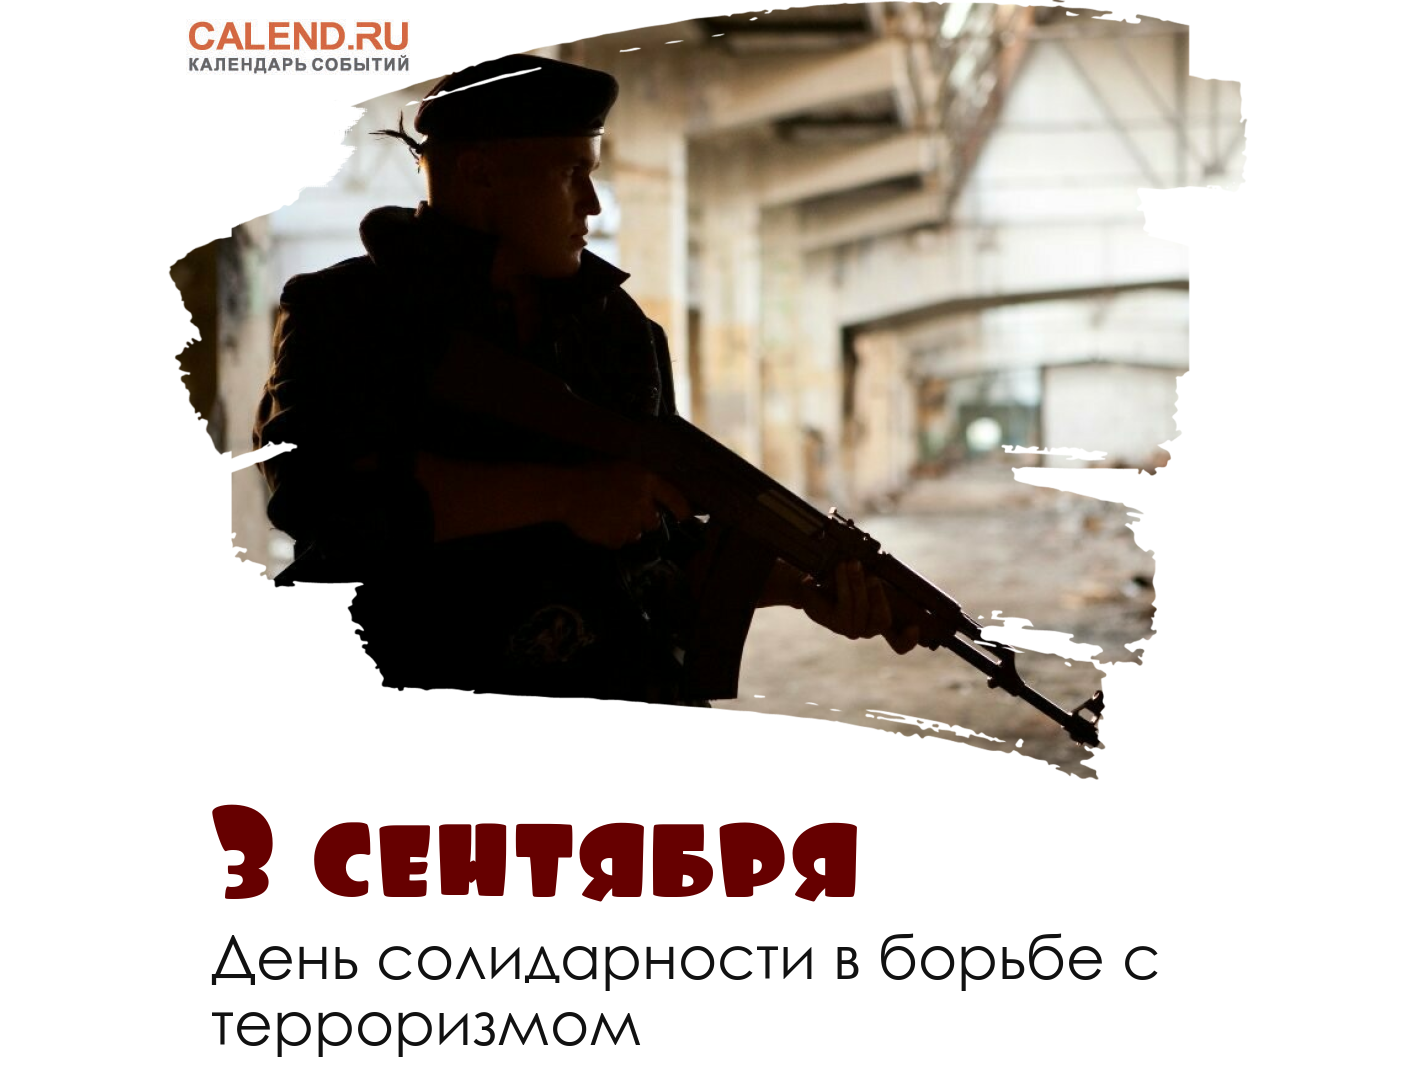 CALEND.RU
КАЛЕНДАРЬ СОБЫТИЙ
3 сентября
День солидарности в борьбе с
терроризмом